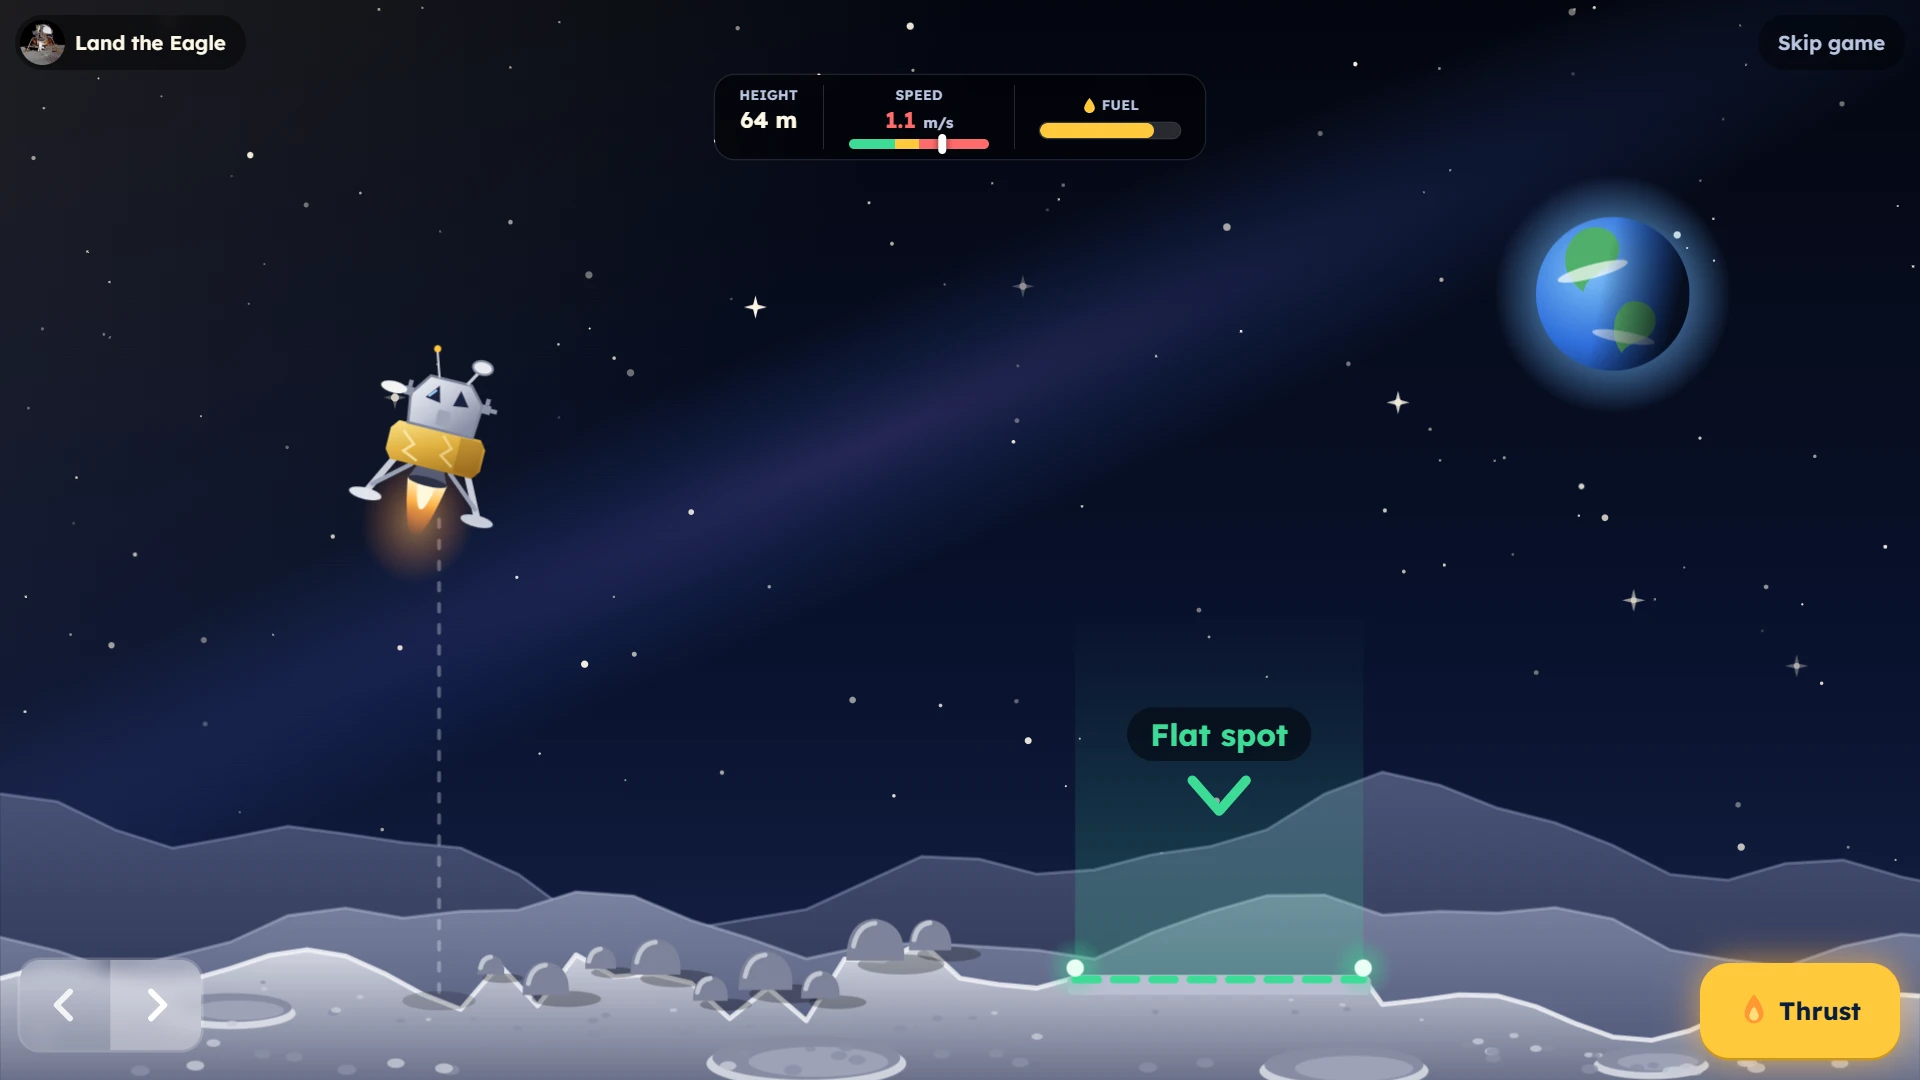 Land the Eagle
Skip game
HEIGHT
64 m
SPEED
1.1 m/s
FUEL
Flat spot
Thrust